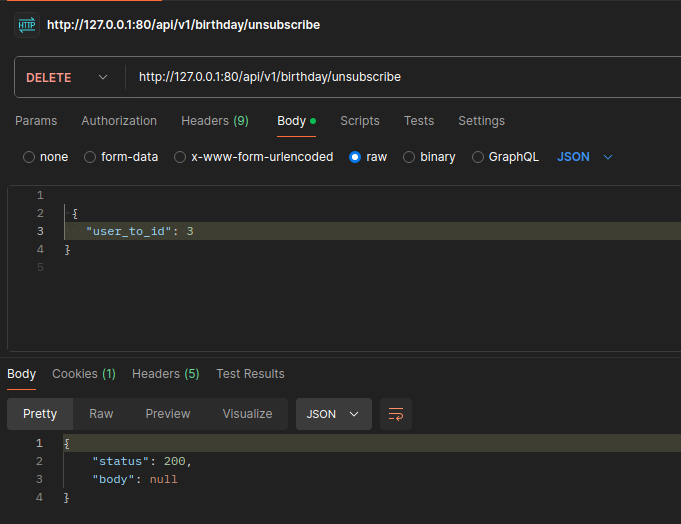 HTTP http://127.0.0.1:80/api/v1/birthday/unsubscribe
DELETE http://127.0.0.1:80/api/v1/birthday/unsubscribe
Params Authorization Headers (9) Body Scripts Tests Settings
none form-data x-www-form-urlencoded raw binary GraphQL JSON
1
2 {
3 "user_to_id": 3
4 }
5
Body Cookies (1) Headers (5) Test Results
Pretty Raw Preview Visualize JSON
1 {
2 "status": 200,
3 "body": null
4 }